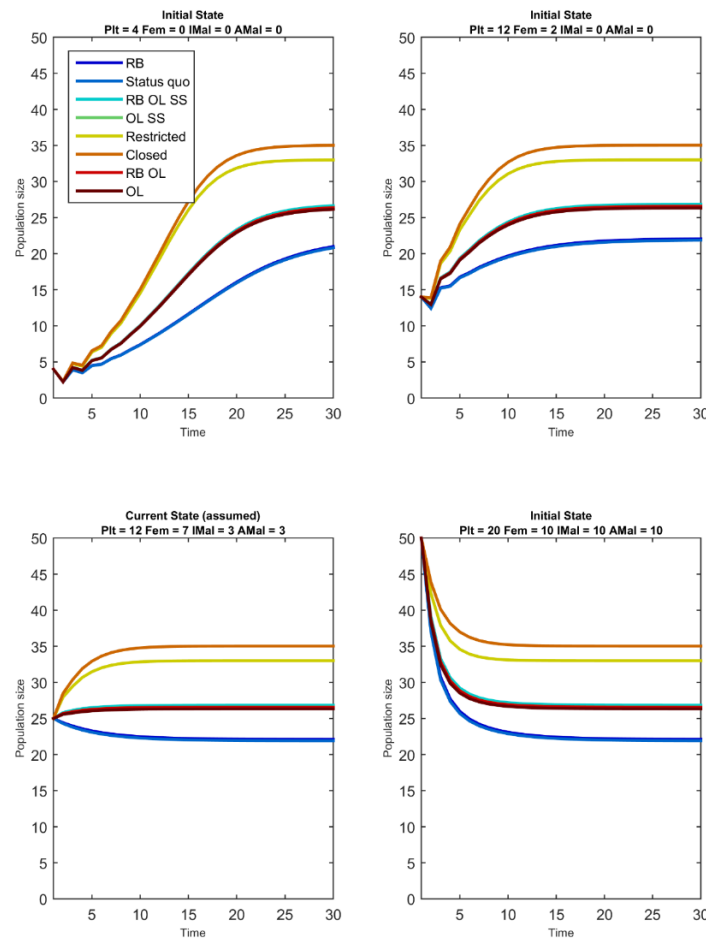 Initial State
Plt = 4 Fem = 0 IMal = 0 AMal = 0
50
45
40
35
30
25
20
15
10
5
0
Population size
RB
Status quo
RB OL SS
OL SS
Restricted
Closed
RB OL
OL
5 10 15 20 25 30
Time
Initial State
Plt = 12 Fem = 2 IMal = 0 AMal = 0
50
45
40
35
30
25
20
15
10
5
0
Population size
5 10 15 20 25 30
Time
Current State (assumed)
Plt = 12 Fem = 7 IMal = 3 AMal = 3
50
45
40
35
30
25
20
15
10
5
0
Population size
5 10 15 20 25 30
Time
Initial State
Plt = 20 Fem = 10 IMal = 10 AMal = 10
50
45
40
35
30
25
20
15
10
5
0
Population size
5 10 15 20 25 30
Time